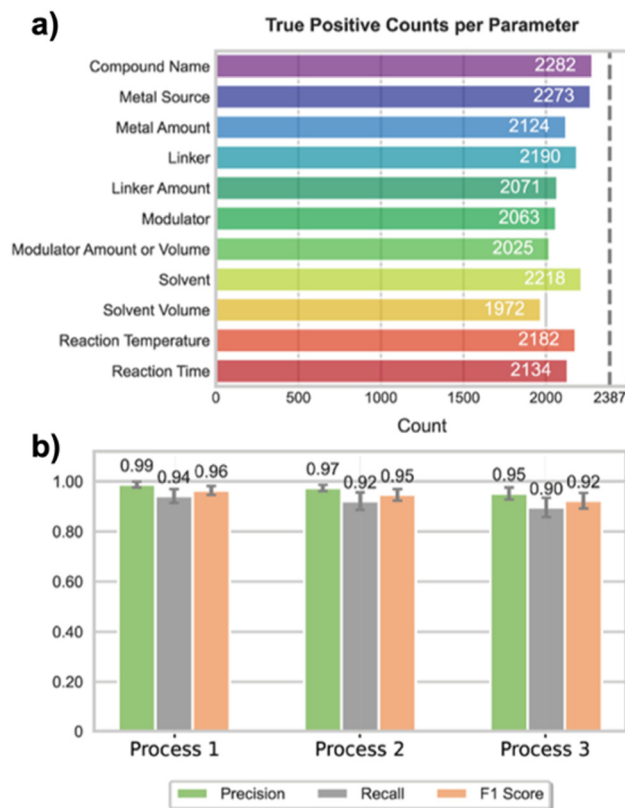 a)
True Positive Counts per Parameter
Compound Name 2282
Metal Source 2273
Metal Amount 2124
Linker 2190
Linker Amount 2071
Modulator 2063
Modulator Amount or Volume 2025
Solvent 2218
Solvent Volume 1972
Reaction Temperature 2182
Reaction Time 2134
0 500 1000 1500 2000 2387
Count
b)
0.99 0.94 0.96 0.97 0.92 0.95 0.95 0.90 0.92
1.00
0.80
0.60
0.40
0.20
0
Process 1 Process 2 Process 3
Precision Recall F1 Score